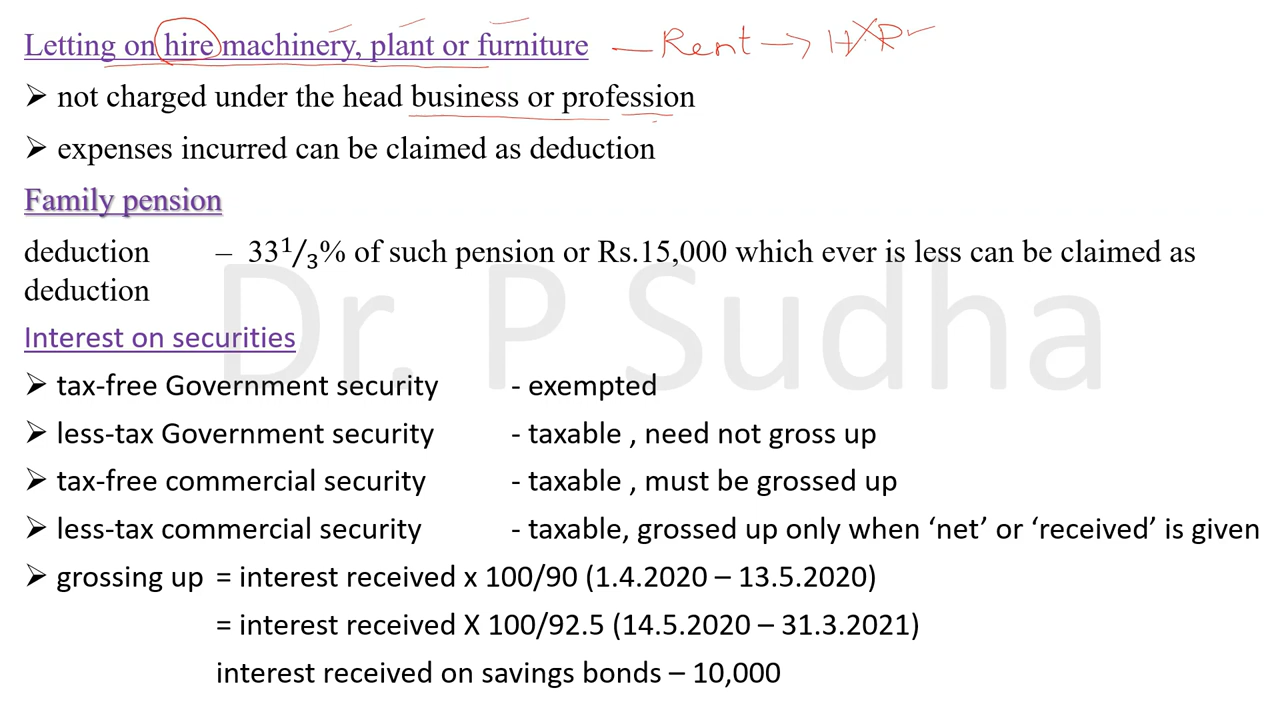 Letting on hire machinery, plant or furniture — Rent → H.P.
➢ not charged under the head business or profession
➢ expenses incurred can be claimed as deduction
Family pension
deduction – 33¹/₃% of such pension or Rs.15,000 which ever is less can be claimed as
deduction
Dr. P Sudha
Interest on securities
➢ tax-free Government security - exempted
➢ less-tax Government security - taxable , need not gross up
➢ tax-free commercial security - taxable , must be grossed up
➢ less-tax commercial security - taxable, grossed up only when ‘net’ or ‘received’ is given
➢ grossing up = interest received x 100/90 (1.4.2020 – 13.5.2020)
= interest received X 100/92.5 (14.5.2020 – 31.3.2021)
interest received on savings bonds – 10,000